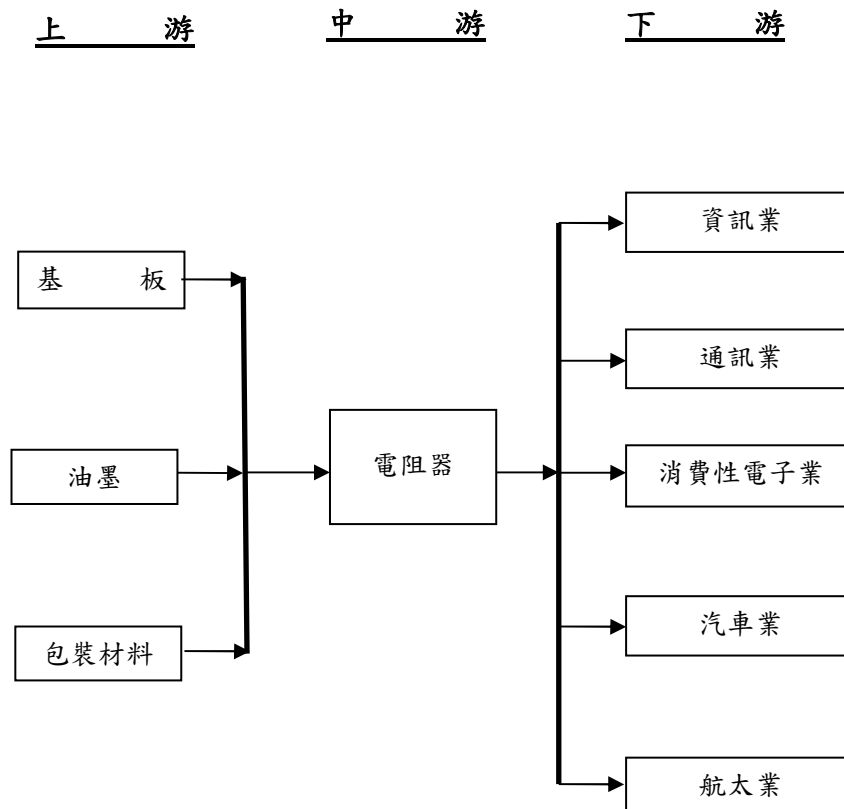 上 游
中 游
下 游
基 板
油墨
包裝材料
電阻器
資訊業
通訊業
消費性電子業
汽車業
航太業